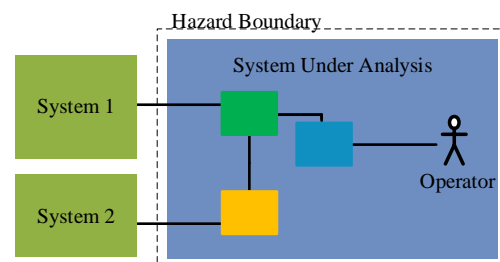 Hazard Boundary
System Under Analysis
System 1
Operator
System 2